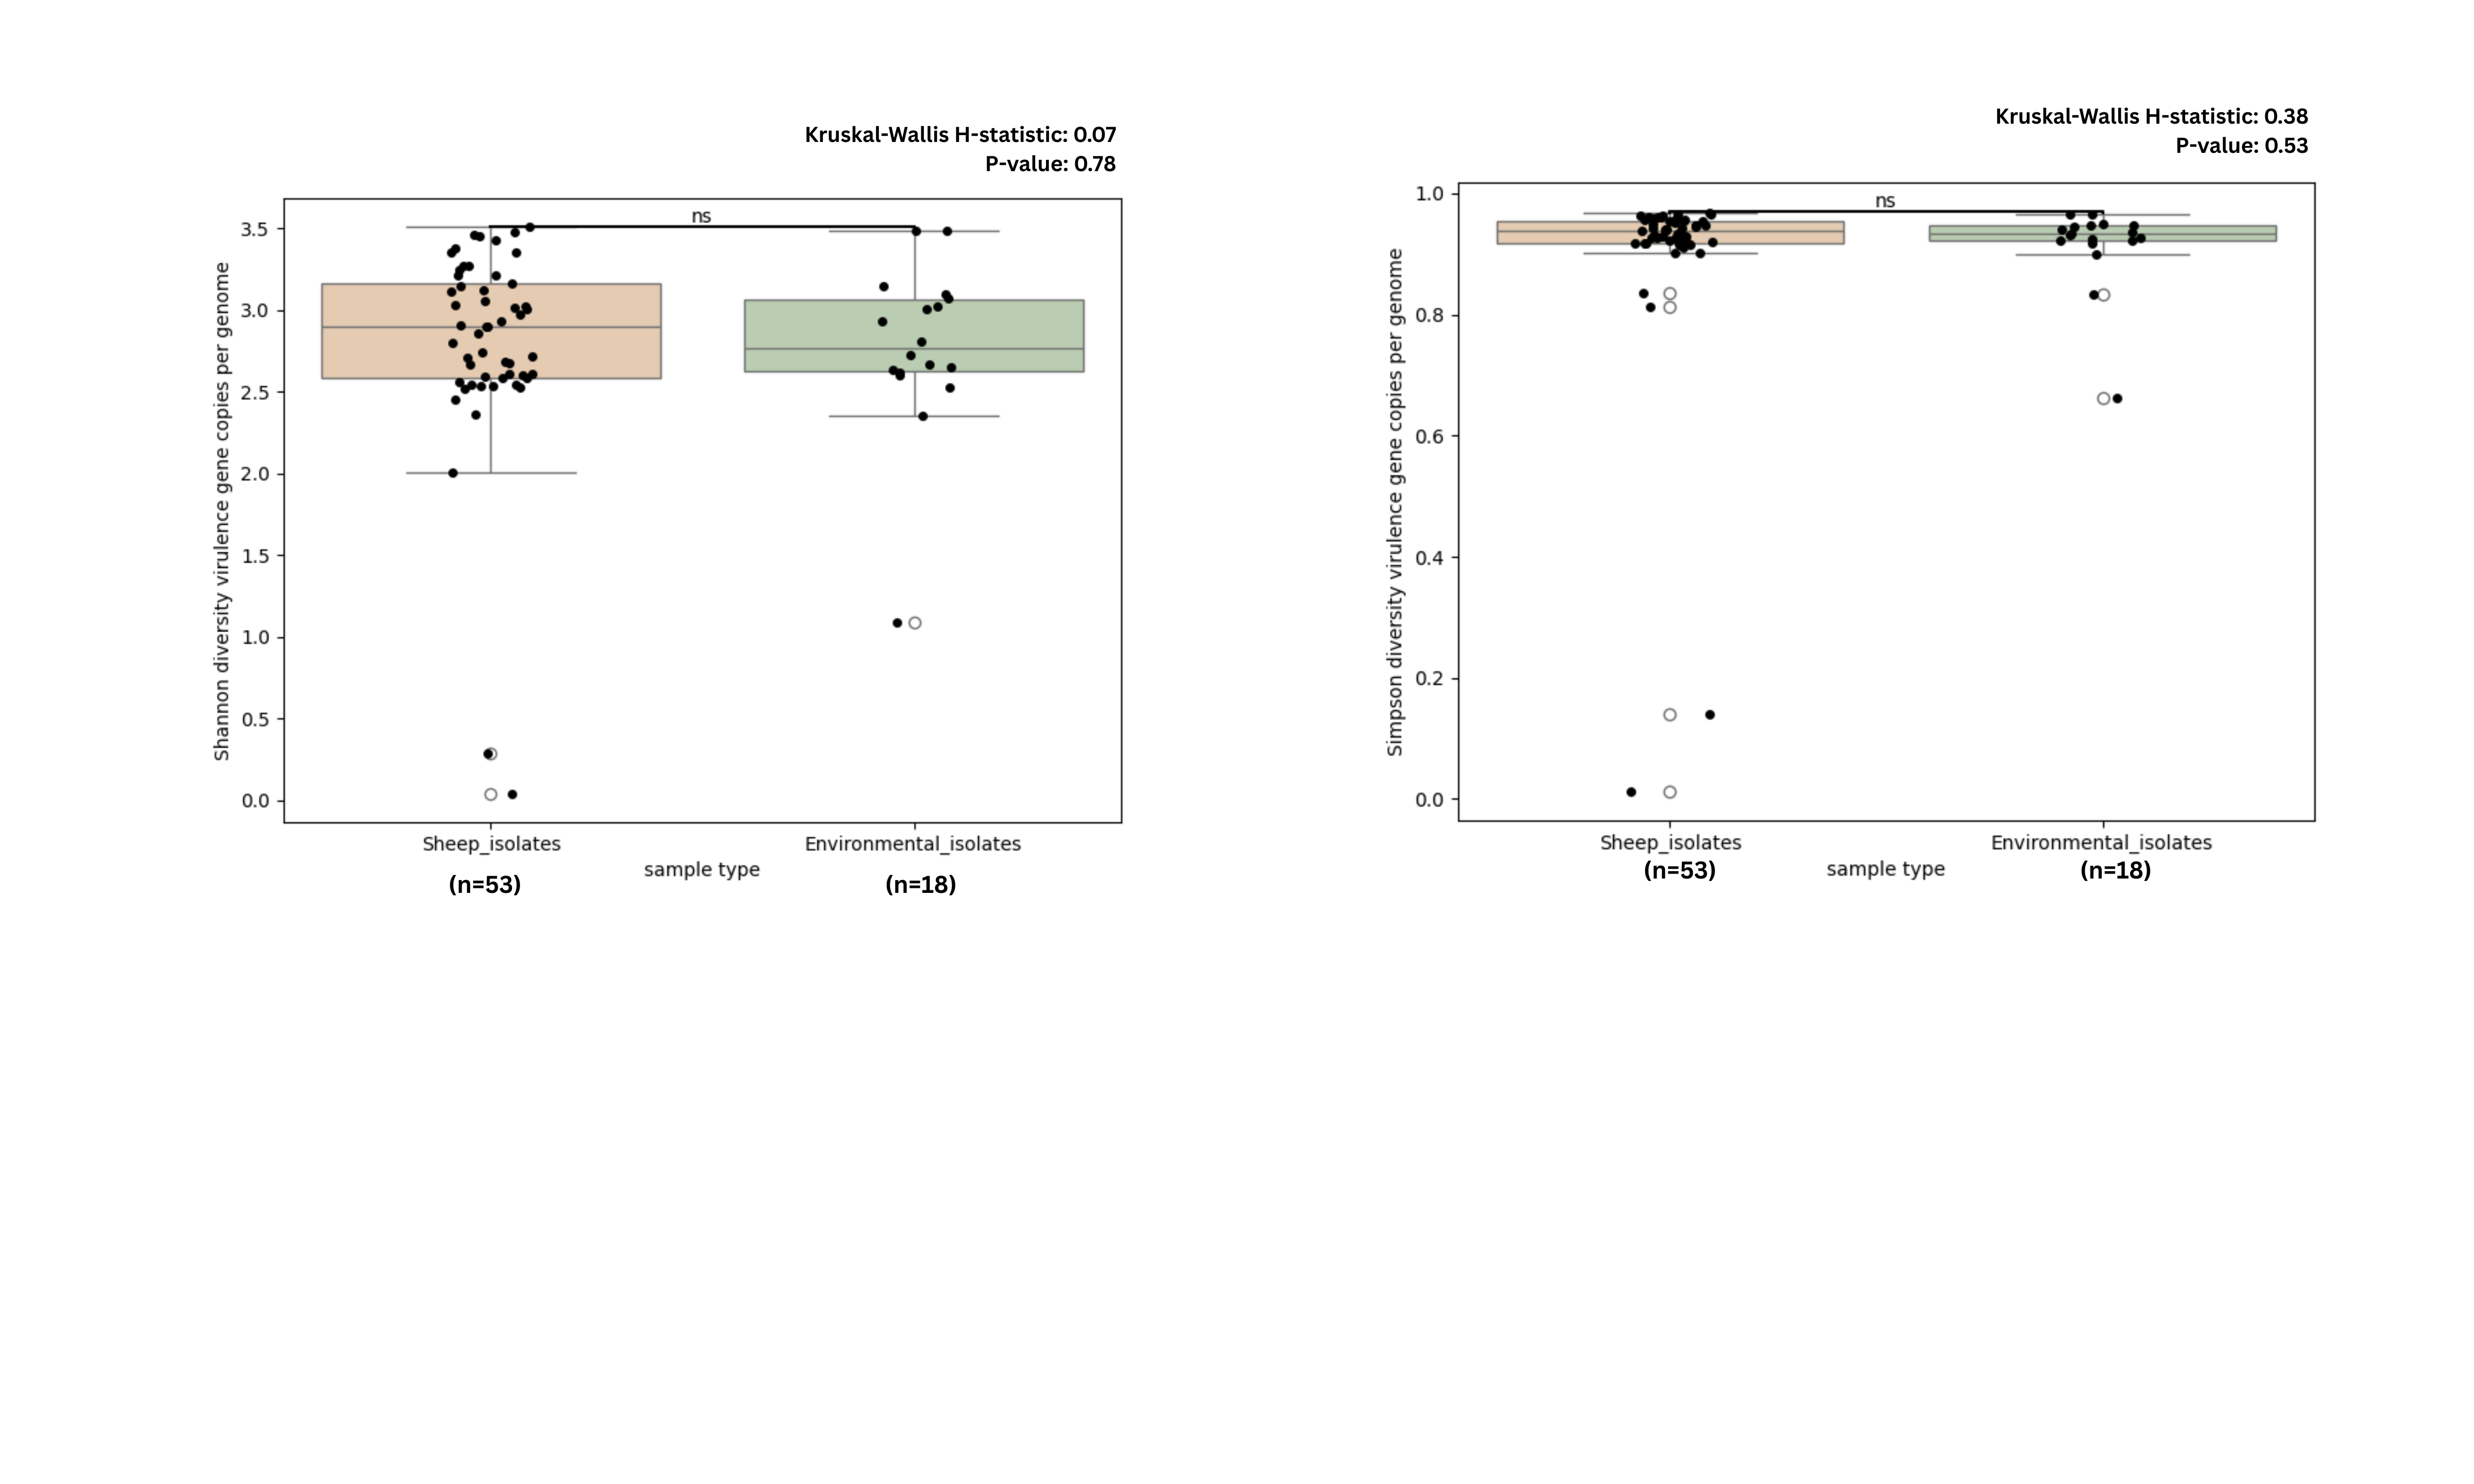 Kruskal-Wallis H-statistic: 0.07
P-value: 0.78
ns
3.5
3.0
2.5
2.0
1.5
1.0
0.5
0.0
Shannon diversity virulence gene copies per genome
Sheep_isolates
Environmental_isolates
sample type
(n=53)
(n=18)
Kruskal-Wallis H-statistic: 0.38
P-value: 0.53
ns
1.0
0.8
0.6
0.4
0.2
0.0
Simpson diversity virulence gene copies per genome
Sheep_isolates
Environmental_isolates
(n=53)
sample type
(n=18)